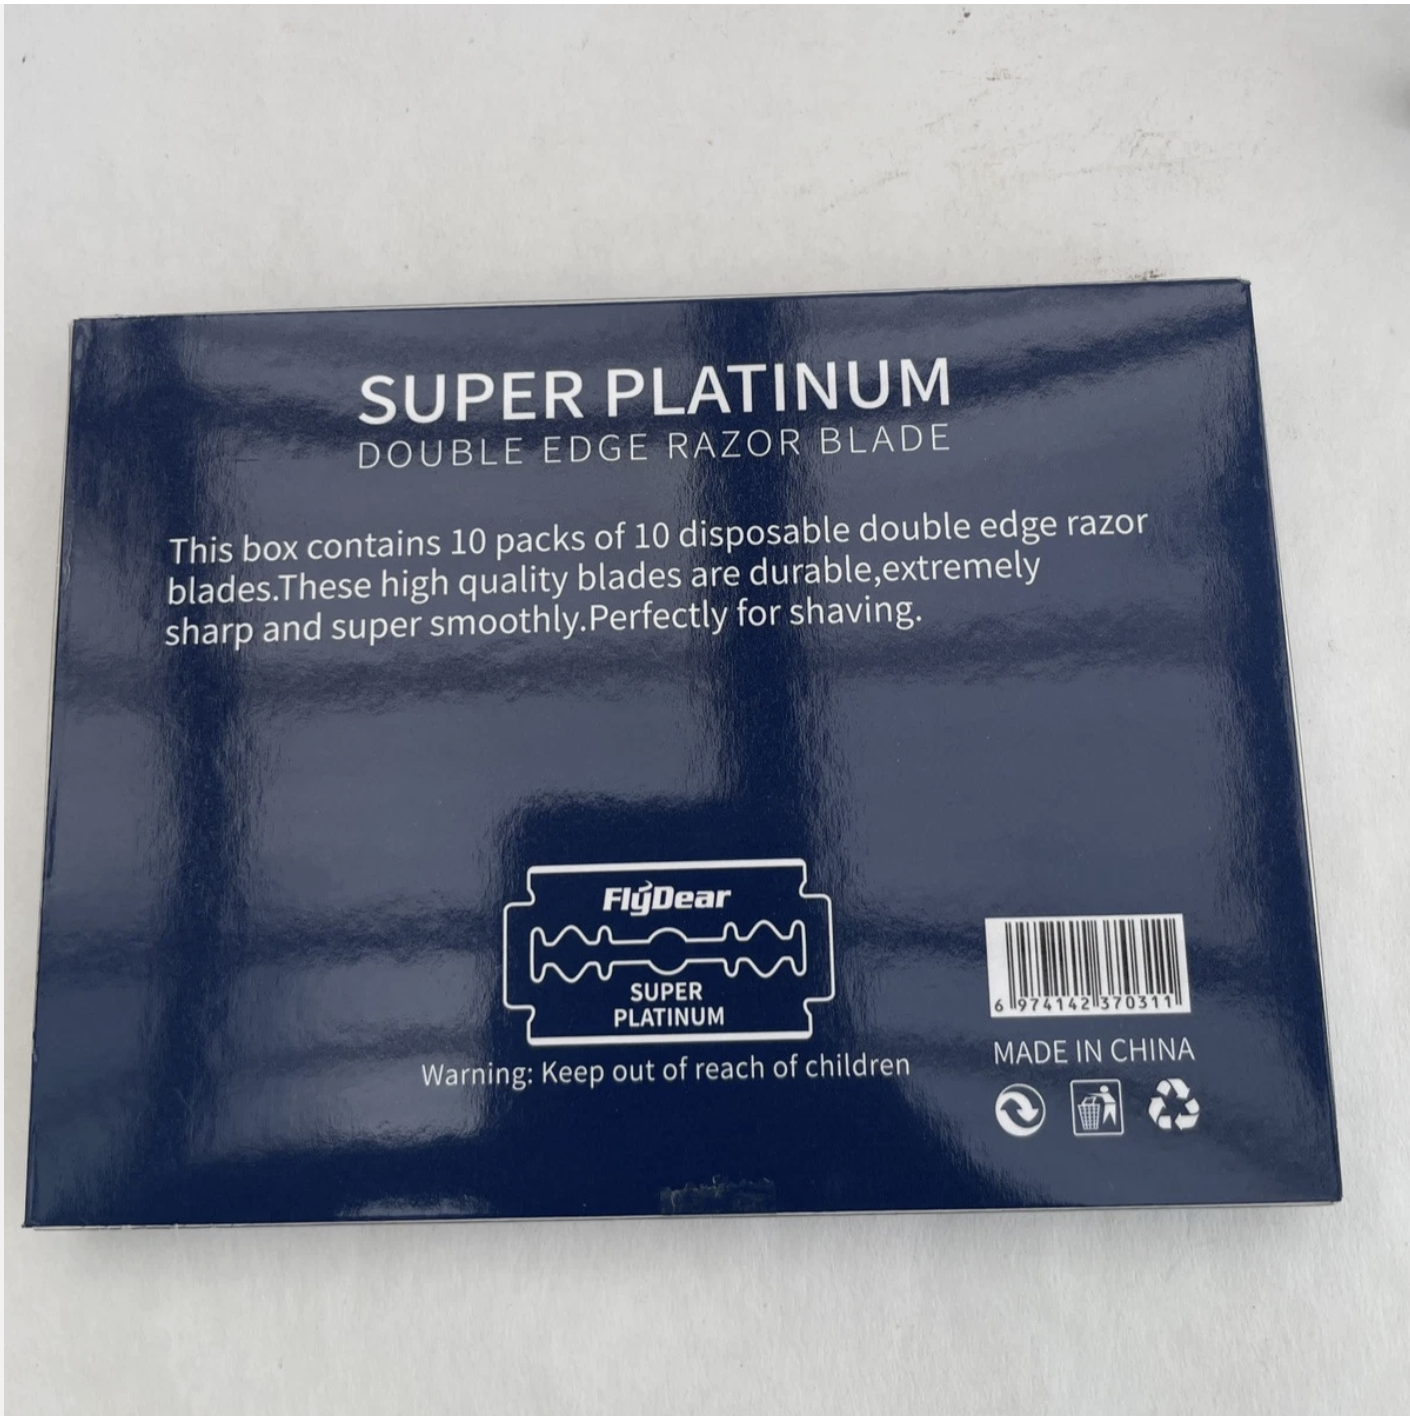 SUPER PLATINUM
DOUBLE EDGE RAZOR BLADE
This box contains 10 packs of 10 disposable double edge razor
blades.These high quality blades are durable,extremely
sharp and super smoothly.Perfectly for shaving.
FlyDear
SUPER
PLATINUM
Warning: Keep out of reach of children
6 974142 370311
MADE IN CHINA